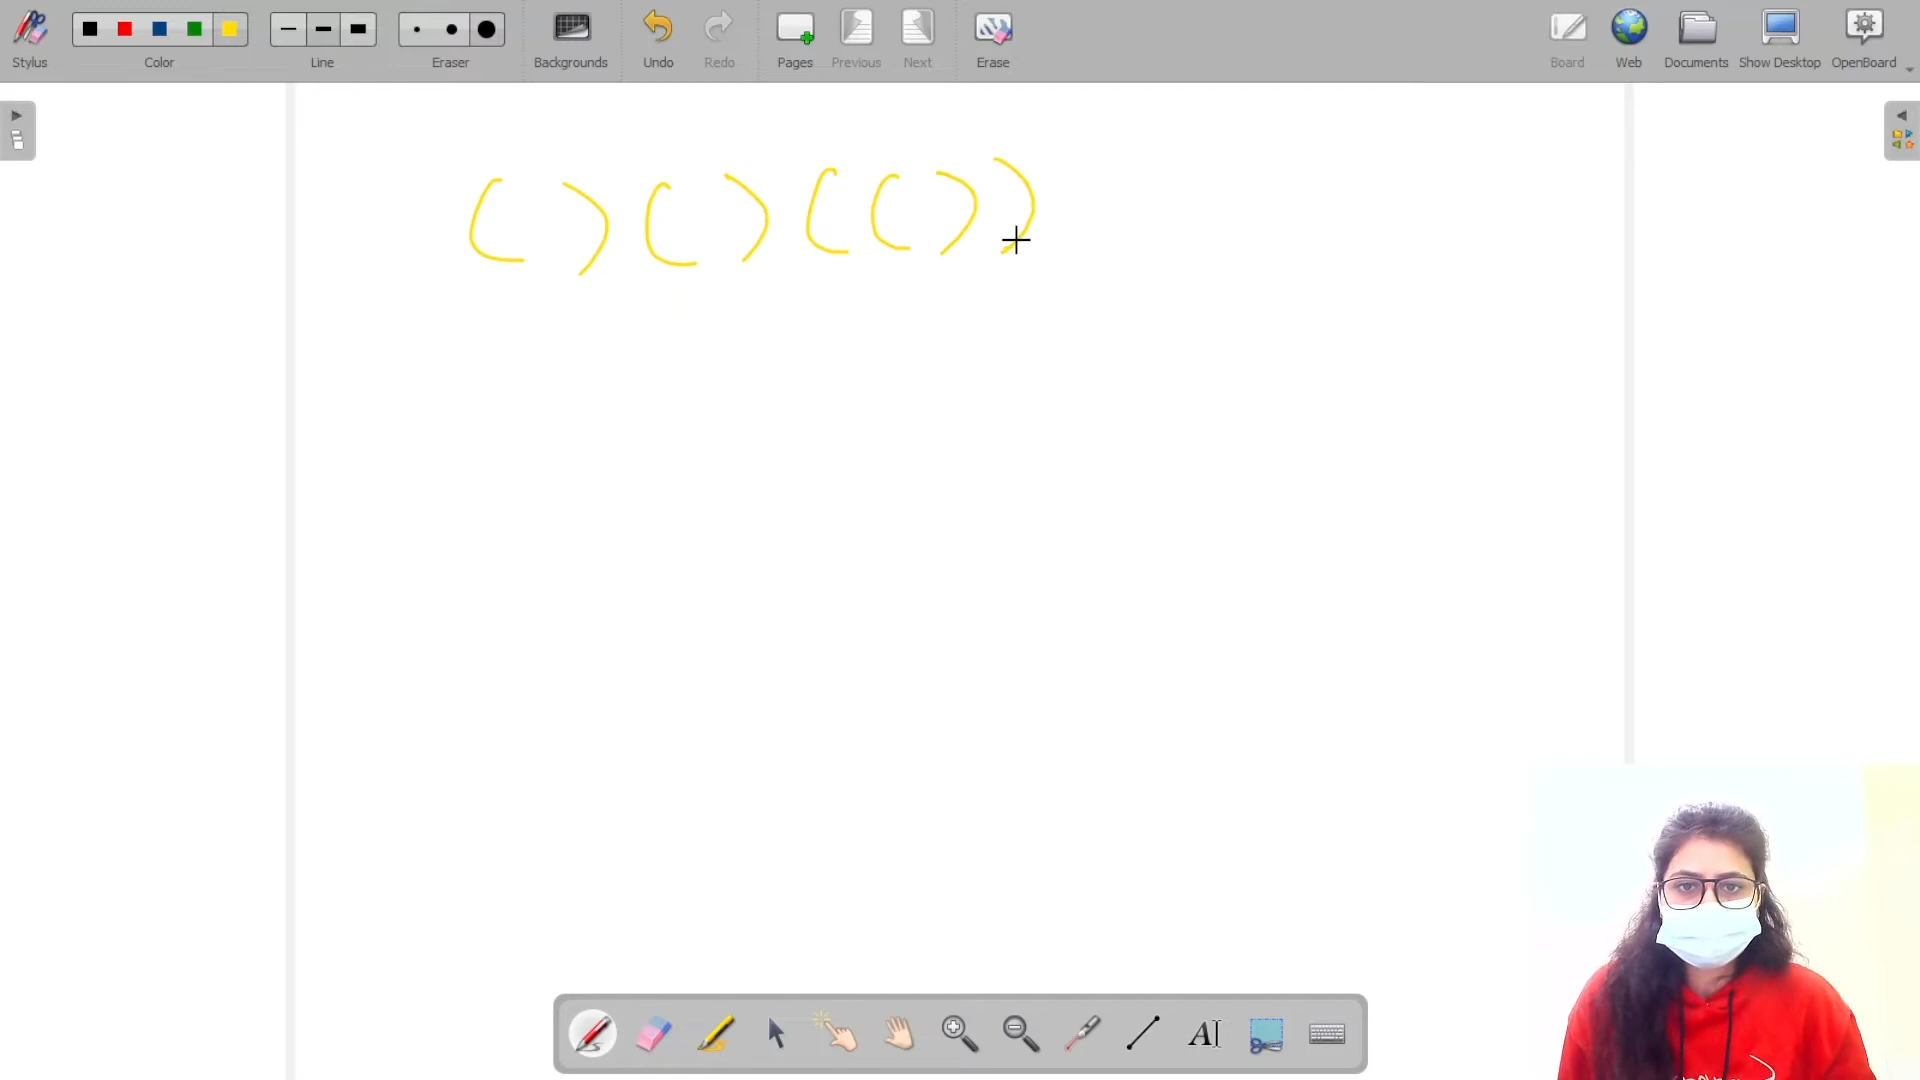 Stylus Color Line Eraser Backgrounds Undo Redo Pages Previous Next Erase Board Web Documents Show Desktop OpenBoard
( ) ( ) ( ( ) )
A